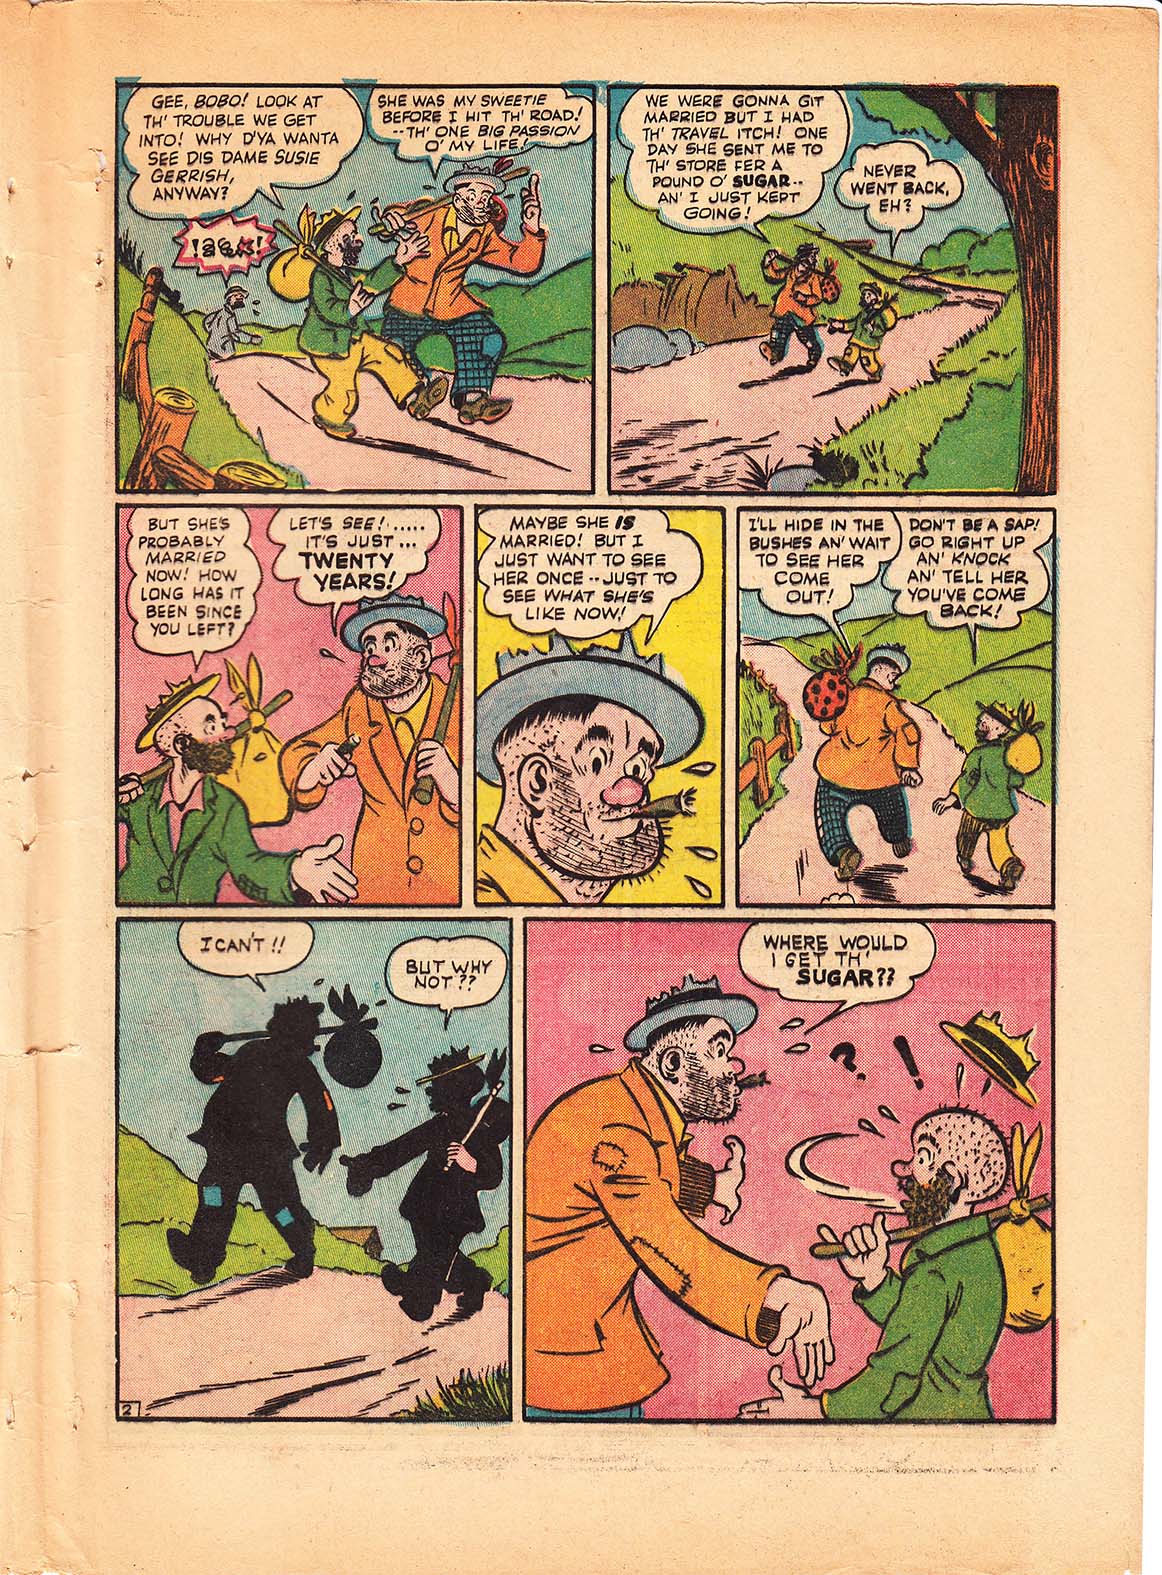 GEE, BOBO! LOOK AT
TH' TROUBLE WE GET
INTO! WHY D'YA WANTA
SEE DIS DAME SUSIE
GERRISH,
ANYWAY?
SHE WAS MY SWEETIE
BEFORE I HIT TH' ROAD!
--TH' ONE BIG PASSION
O' MY LIFE!
WE WERE GONNA GIT
MARRIED BUT I HAD
TH' TRAVEL ITCH! ONE
DAY SHE SENT ME TO
TH' STORE FER A
POUND O' SUGAR--
AN' I JUST KEPT
GOING!
NEVER
WENT BACK,
EH?
BUT SHE'S
PROBABLY
MARRIED
NOW! HOW
LONG HAS IT
BEEN SINCE
YOU LEFT?
LET'S SEE!.....
IT'S JUST...
TWENTY
YEARS!
MAYBE SHE IS
MARRIED! BUT I
JUST WANT TO SEE
HER ONCE--JUST TO
SEE WHAT SHE'S
LIKE NOW!
I'LL HIDE IN THE
BUSHES AN' WAIT
TO SEE HER
COME
OUT!
DON'T BE A SAP!
GO RIGHT UP
AN' KNOCK
AN' TELL HER
YOU'VE COME
BACK!
I CAN'T!!
BUT WHY
NOT??
WHERE WOULD
I GET TH'
SUGAR??
? !
2